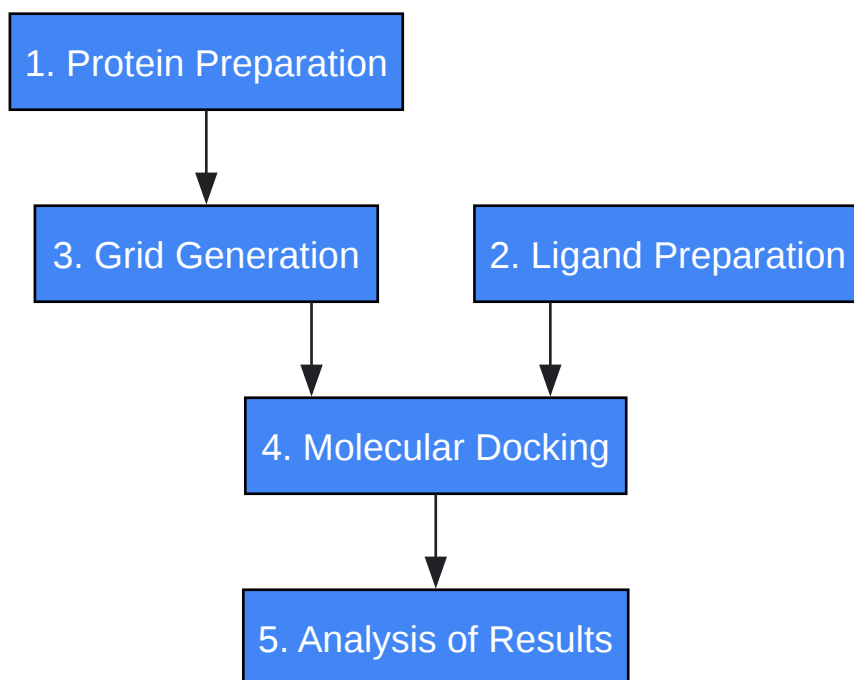 1. Protein Preparation
3. Grid Generation
2. Ligand Preparation
4. Molecular Docking
5. Analysis of Results